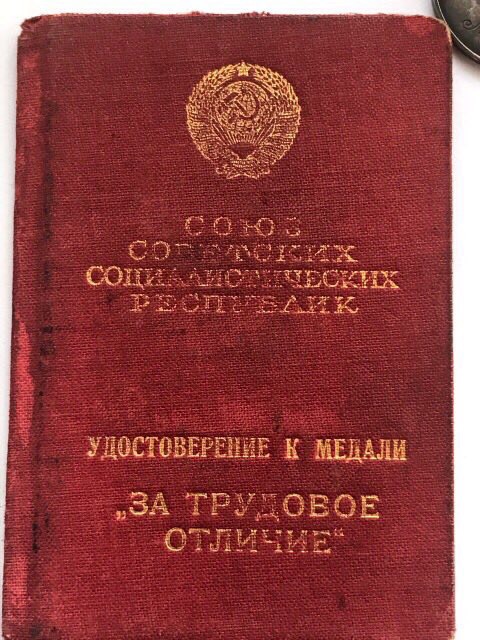 СОЮЗ
СОВЕТСКИХ
СОЦИАЛИСТИЧЕСКИХ
РЕСПУБЛИК
УДОСТОВЕРЕНИЕ К МЕДАЛИ
„ЗА ТРУДОВОЕ
ОТЛИЧИЕ"